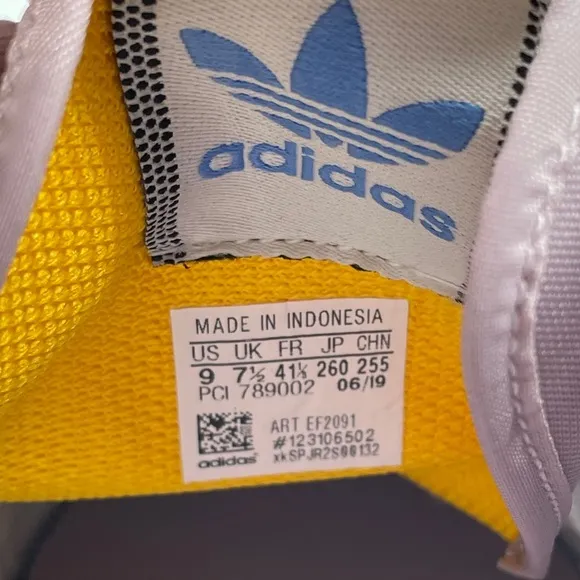 adidas
MADE IN INDONESIA
US UK FR JP CHN
9 7½ 41⅓ 260 255
PCI 789002 06/19
ART EF2091
#123106502
adidas xkSPJR2S00132